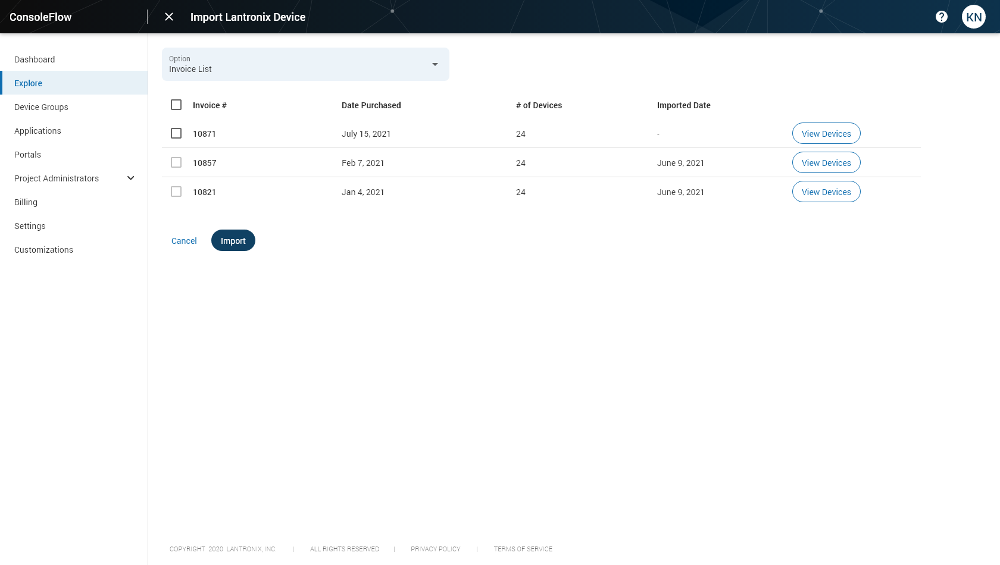 ConsoleFlow
Import Lantronix Device
KN
Dashboard
Explore
Device Groups
Applications
Portals
Project Administrators
Billing
Settings
Customizations
Option
Invoice List
Invoice # Date Purchased # of Devices Imported Date
10871 July 15, 2021 24 - View Devices
10857 Feb 7, 2021 24 June 9, 2021 View Devices
10821 Jan 4, 2021 24 June 9, 2021 View Devices
Cancel Import
COPYRIGHT 2020 LANTRONIX, INC. | ALL RIGHTS RESERVED | PRIVACY POLICY | TERMS OF SERVICE